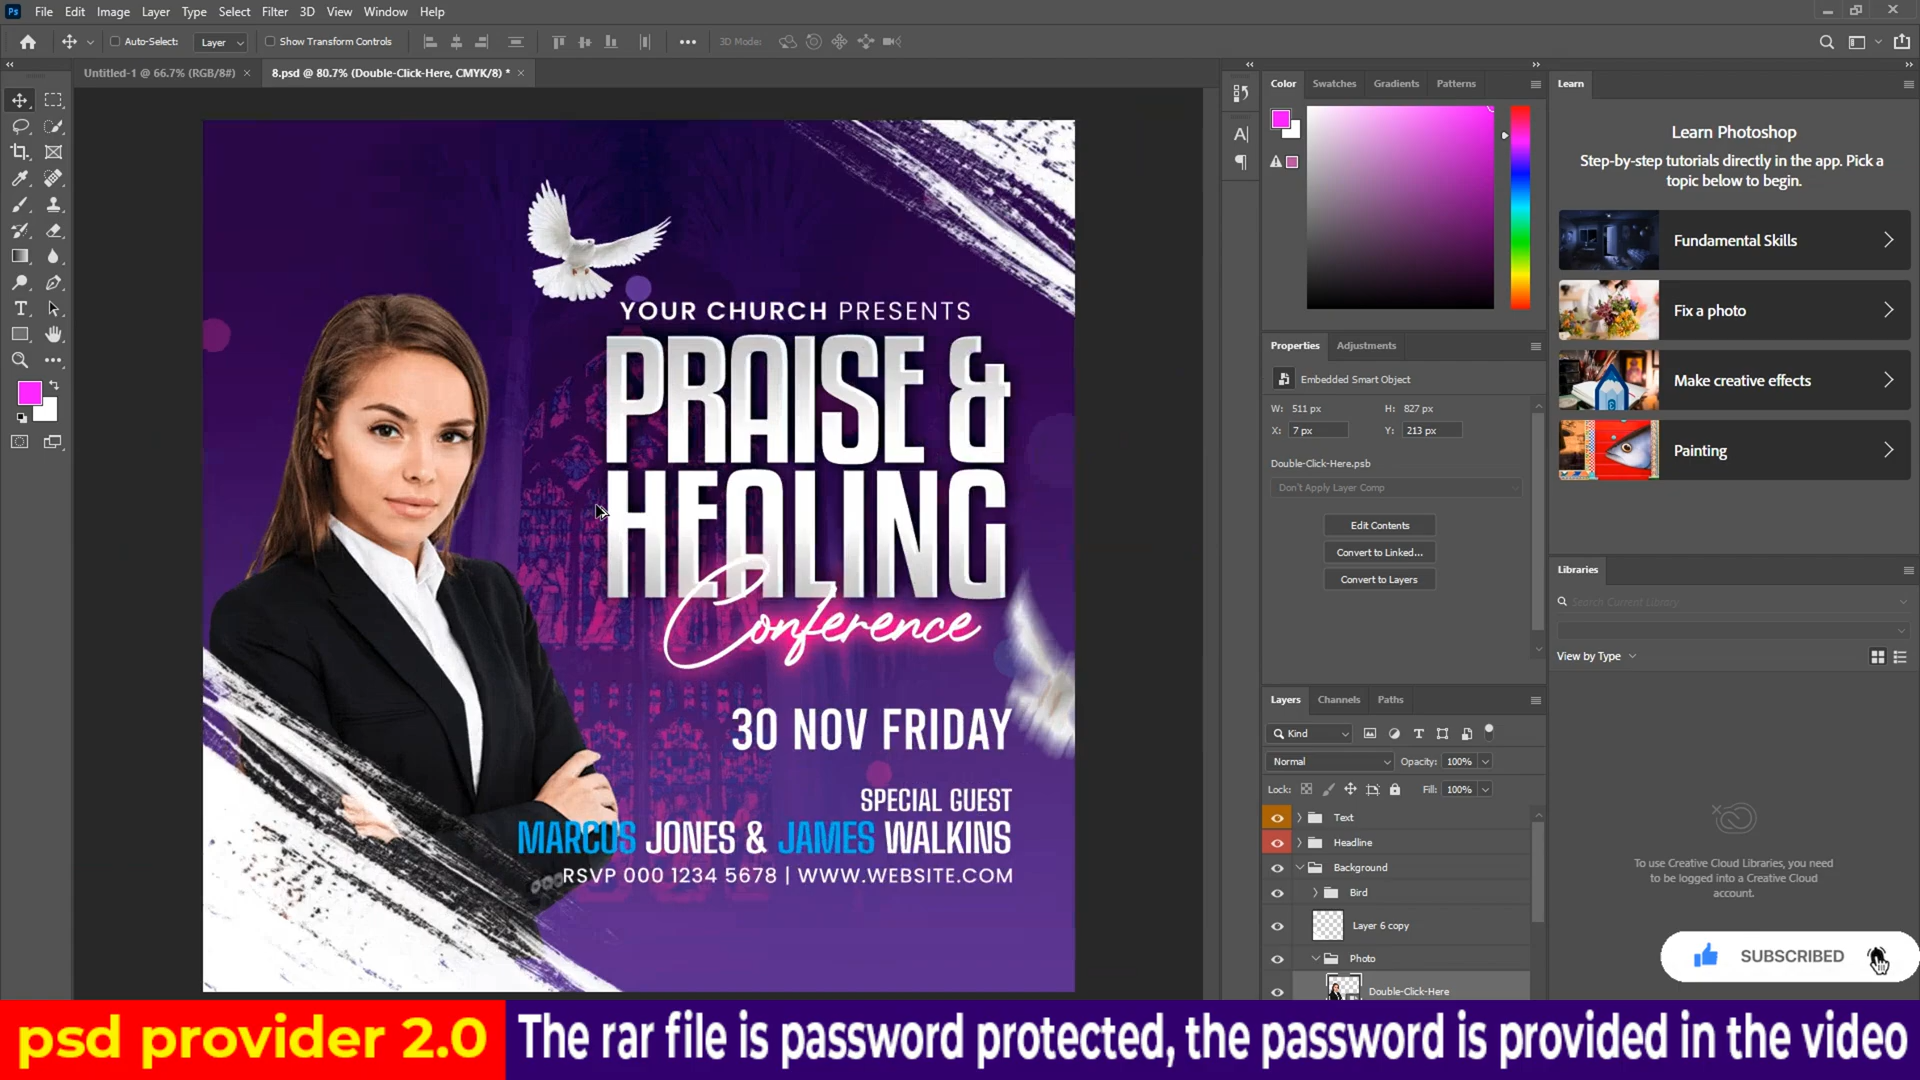 Ps File Edit Image Layer Type Select Filter 3D View Window Help
Auto-Select: Layer Show Transform Controls 3D Mode:
Untitled-1 @ 66.7% (RGB/8#) × 8.psd @ 80.7% (Double-Click-Here, CMYK/8) * ×
YOUR CHURCH PRESENTS
PRAISE &
HEALING
Conference
30 NOV FRIDAY
SPECIAL GUEST
MARCUS JONES & JAMES WALKINS
RSVP 000 1234 5678 | WWW.WEBSITE.COM
Color Swatches Gradients Patterns
Properties Adjustments
Embedded Smart Object
W: 511 px H: 827 px
X: 7 px Y: 213 px
Double-Click-Here.psb
Don't Apply Layer Comp
Edit Contents
Convert to Linked...
Convert to Layers
Layers Channels Paths
Kind
Normal Opacity: 100%
Lock: Fill: 100%
Text
Headline
Background
Bird
Layer 6 copy
Photo
Double-Click-Here
Learn
Learn Photoshop
Step-by-step tutorials directly in the app. Pick a
topic below to begin.
Fundamental Skills
Fix a photo
Make creative effects
Painting
Libraries
Search Current Library
View by Type
To use Creative Cloud Libraries, you need
to be logged into a Creative Cloud
account.
SUBSCRIBED
psd provider 2.0 The rar file is password protected, the password is provided in the video